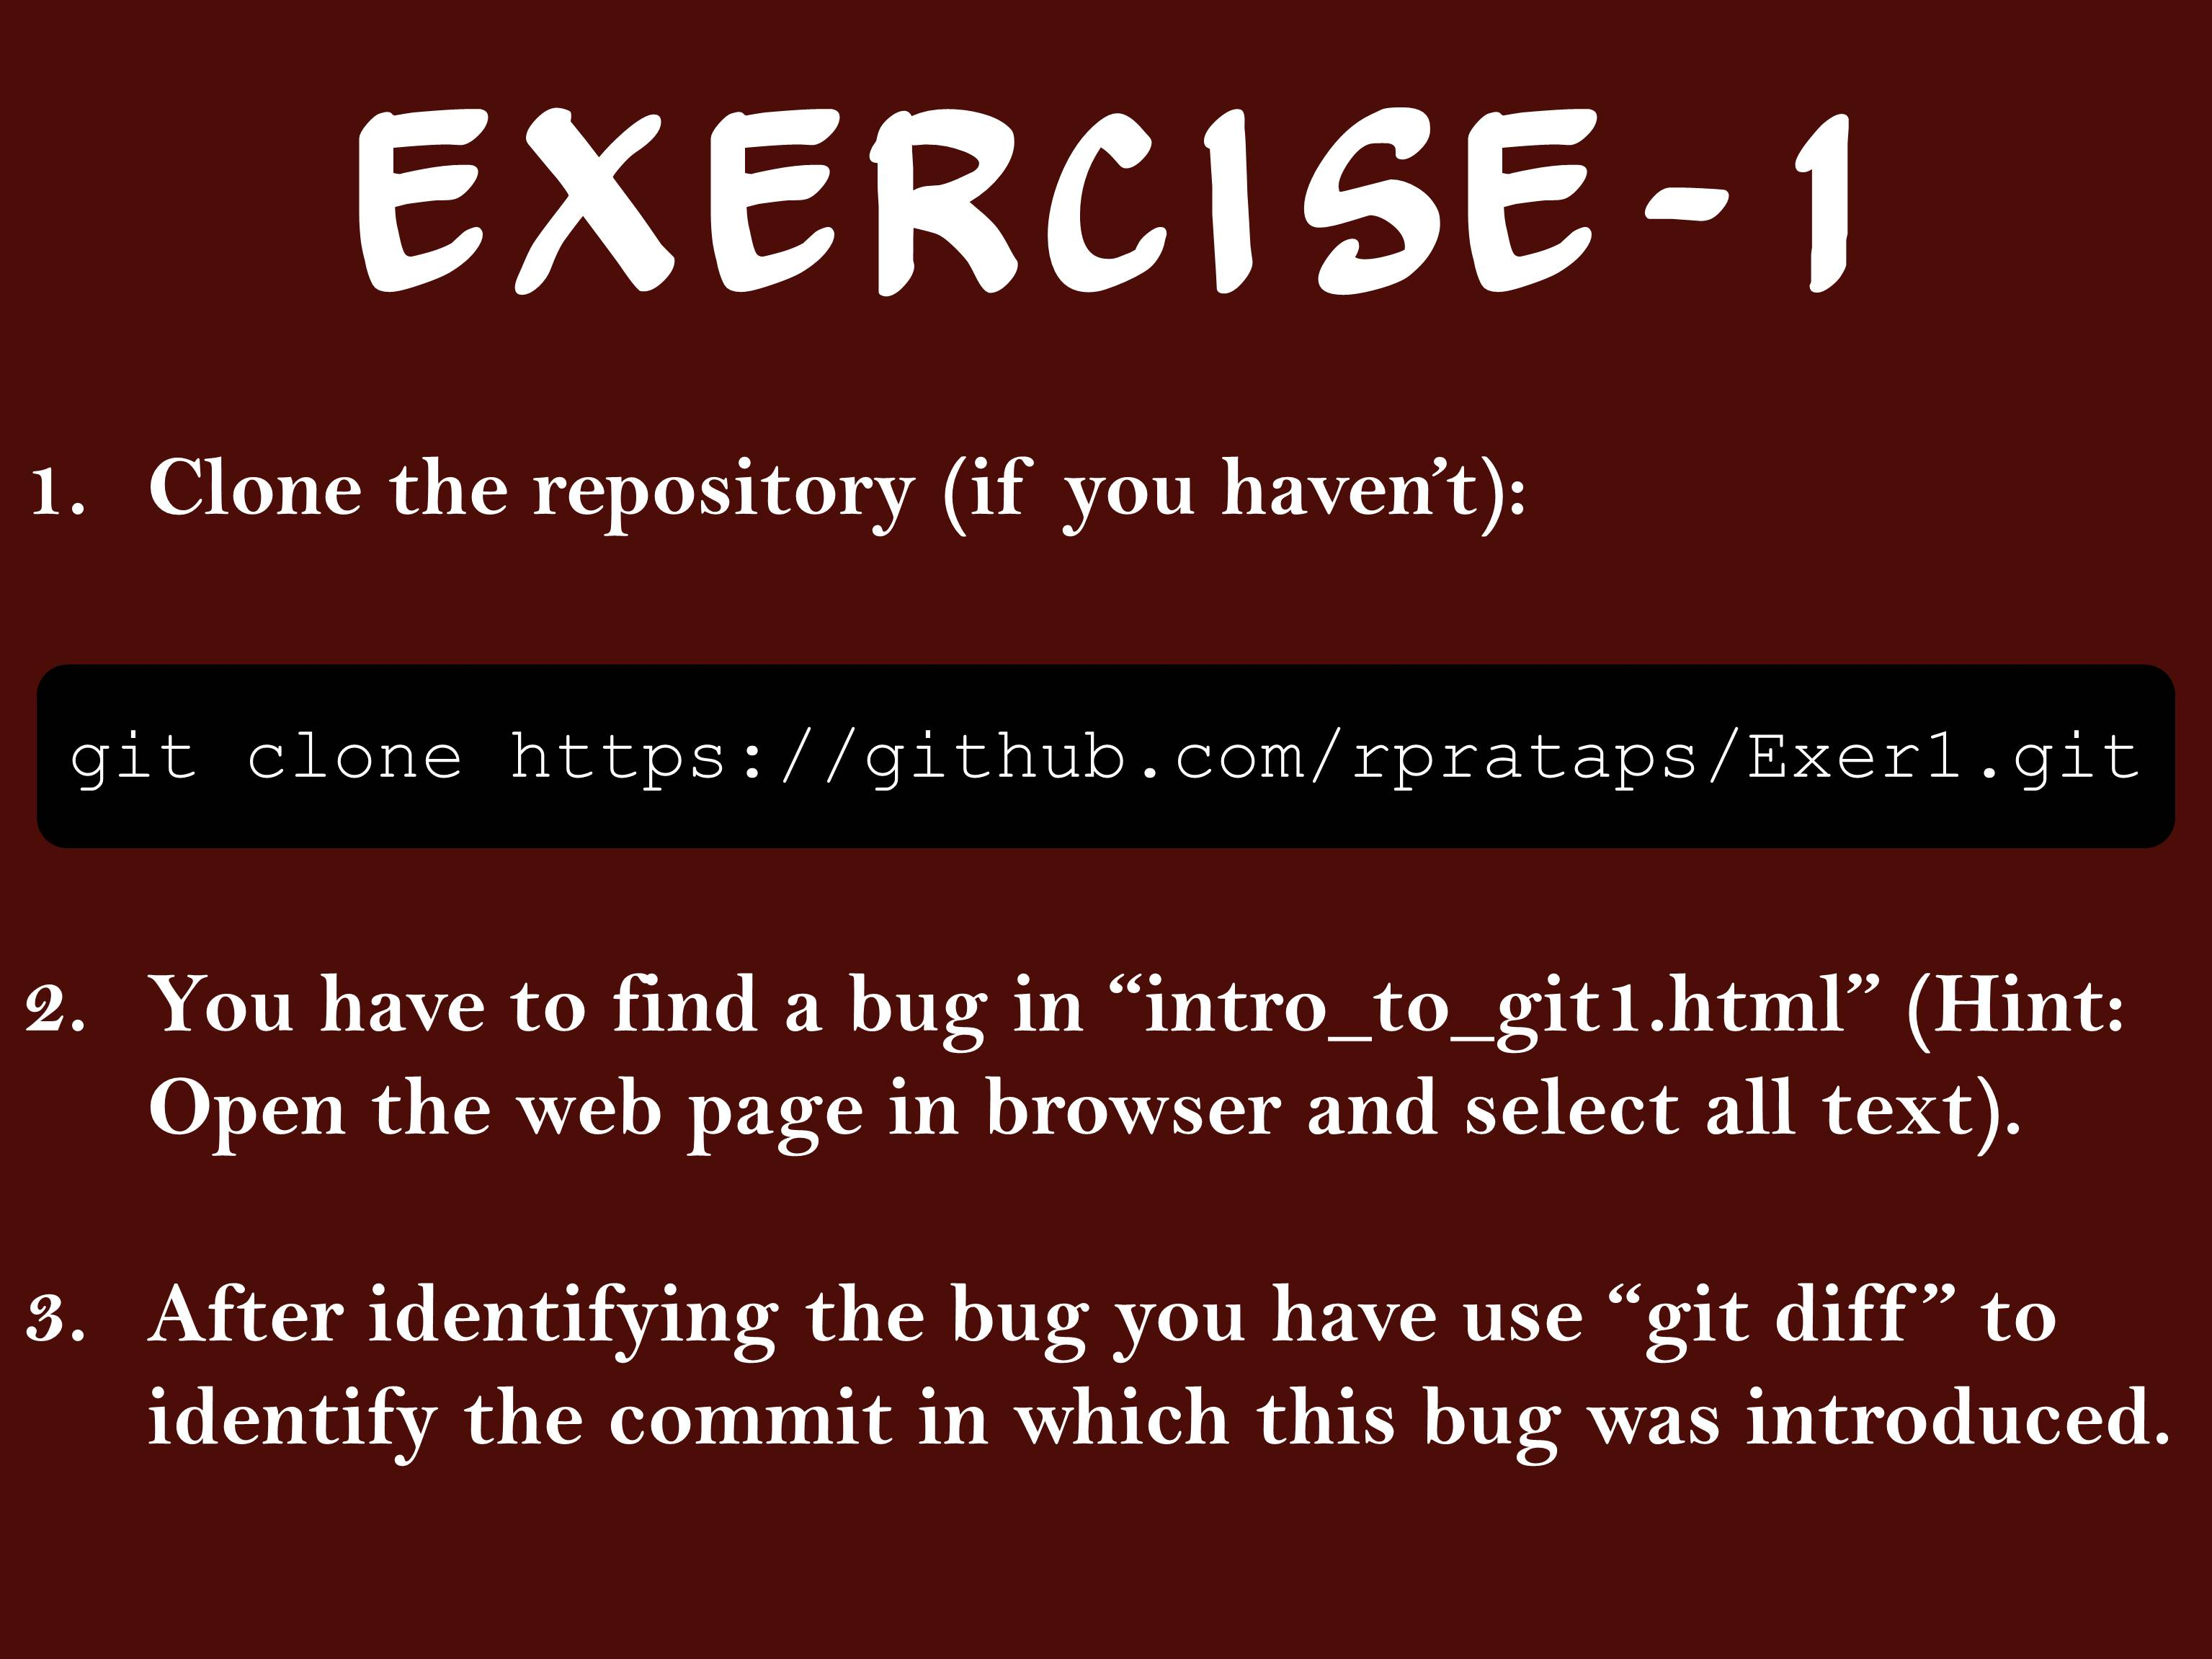 EXERCISE-1
1. Clone the repository (if you haven’t):
git clone https://github.com/rprataps/Exer1.git
2. You have to find a bug in “intro_to_git1.html” (Hint:
Open the web page in browser and select all text).
3. After identifying the bug you have use “git diff” to
identify the commit in which this bug was introduced.